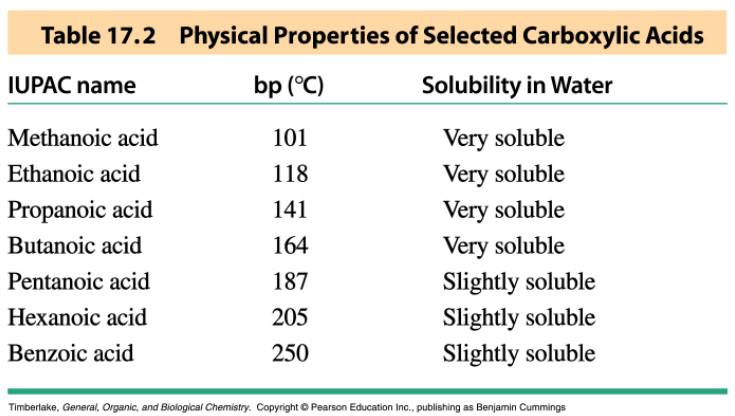 Table 17.2 Physical Properties of Selected Carboxylic Acids
IUPAC name bp (°C) Solubility in Water
Methanoic acid 101 Very soluble
Ethanoic acid 118 Very soluble
Propanoic acid 141 Very soluble
Butanoic acid 164 Very soluble
Pentanoic acid 187 Slightly soluble
Hexanoic acid 205 Slightly soluble
Benzoic acid 250 Slightly soluble
Timberlake, General, Organic, and Biological Chemistry. Copyright © Pearson Education Inc., publishing as Benjamin Cummings